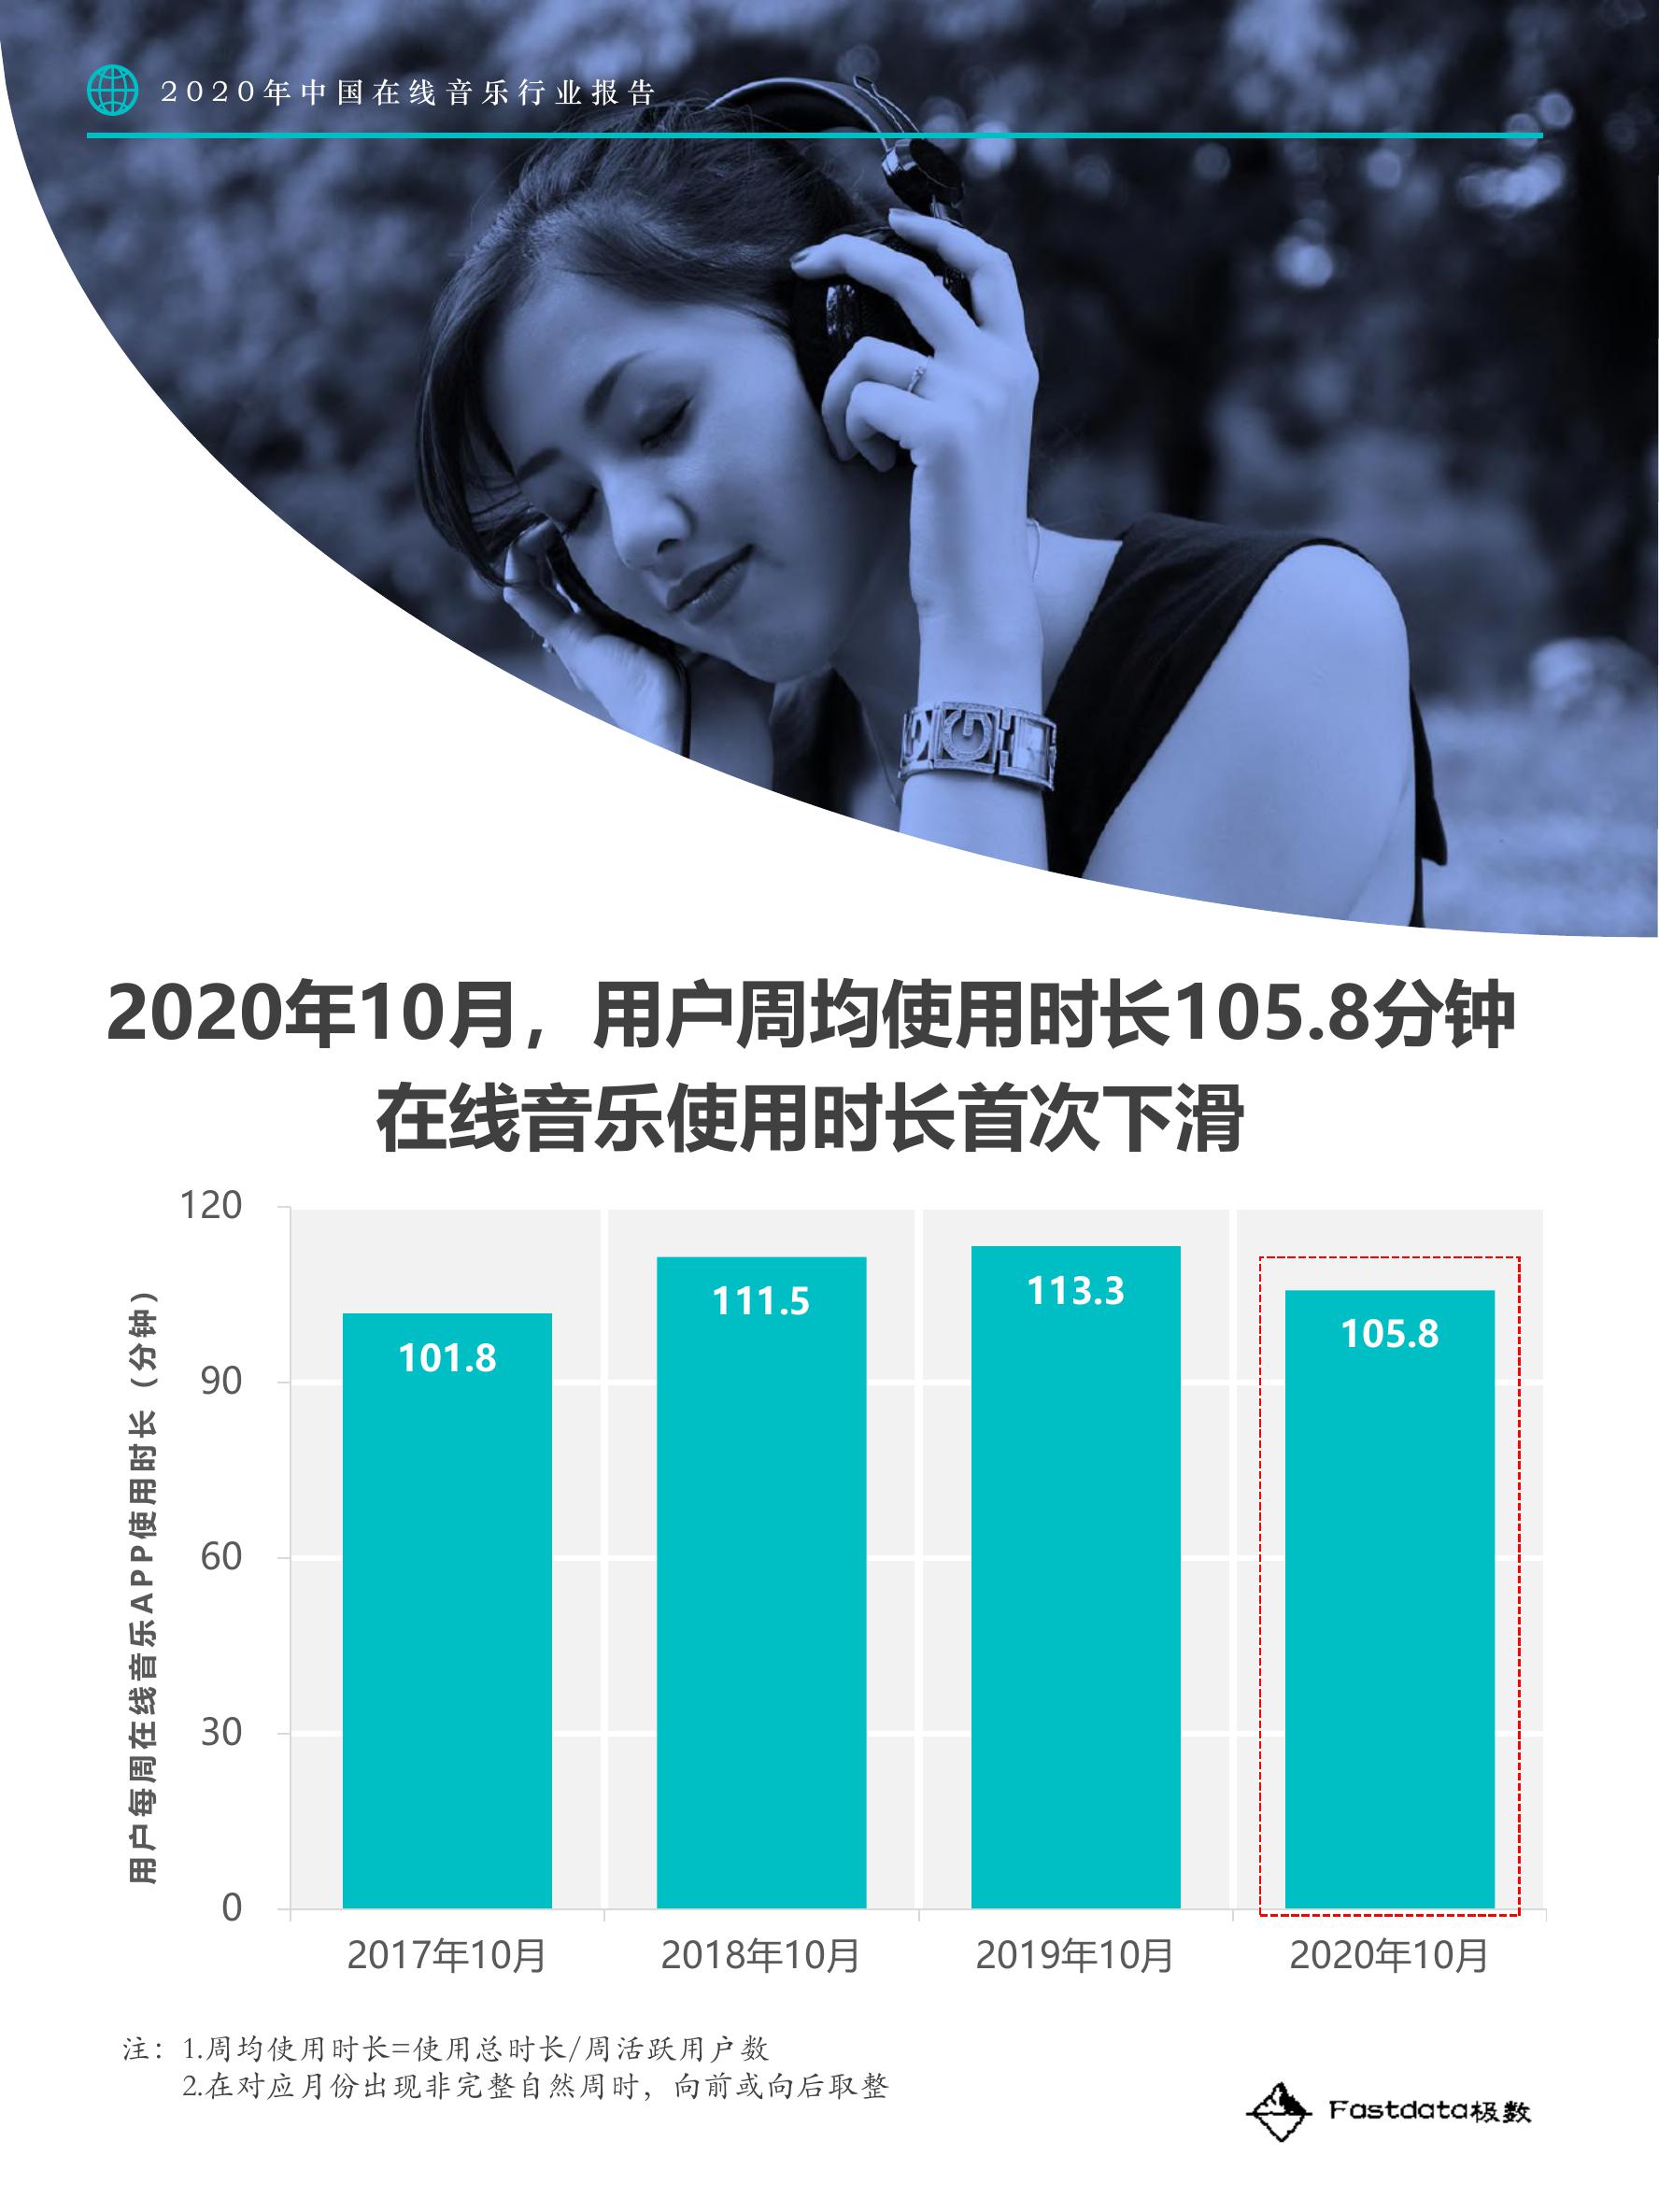 2020年中国在线音乐行业报告
2020年10月，用户周均使用时长105.8分钟
在线音乐使用时长首次下滑
用户每周在线音乐APP使用时长（分钟）
120
90
60
30
0
101.8
111.5
113.3
105.8
2017年10月
2018年10月
2019年10月
2020年10月
注：1.周均使用时长=使用总时长/周活跃用户数
2.在对应月份出现非完整自然周时，向前或向后取整
Fastdata极数